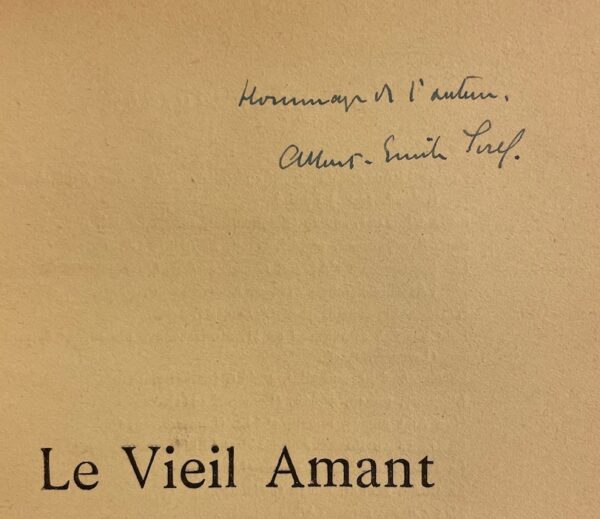 Hommage de l'auteur.
Albert-Emile Sorel.
Le Vieil Amant